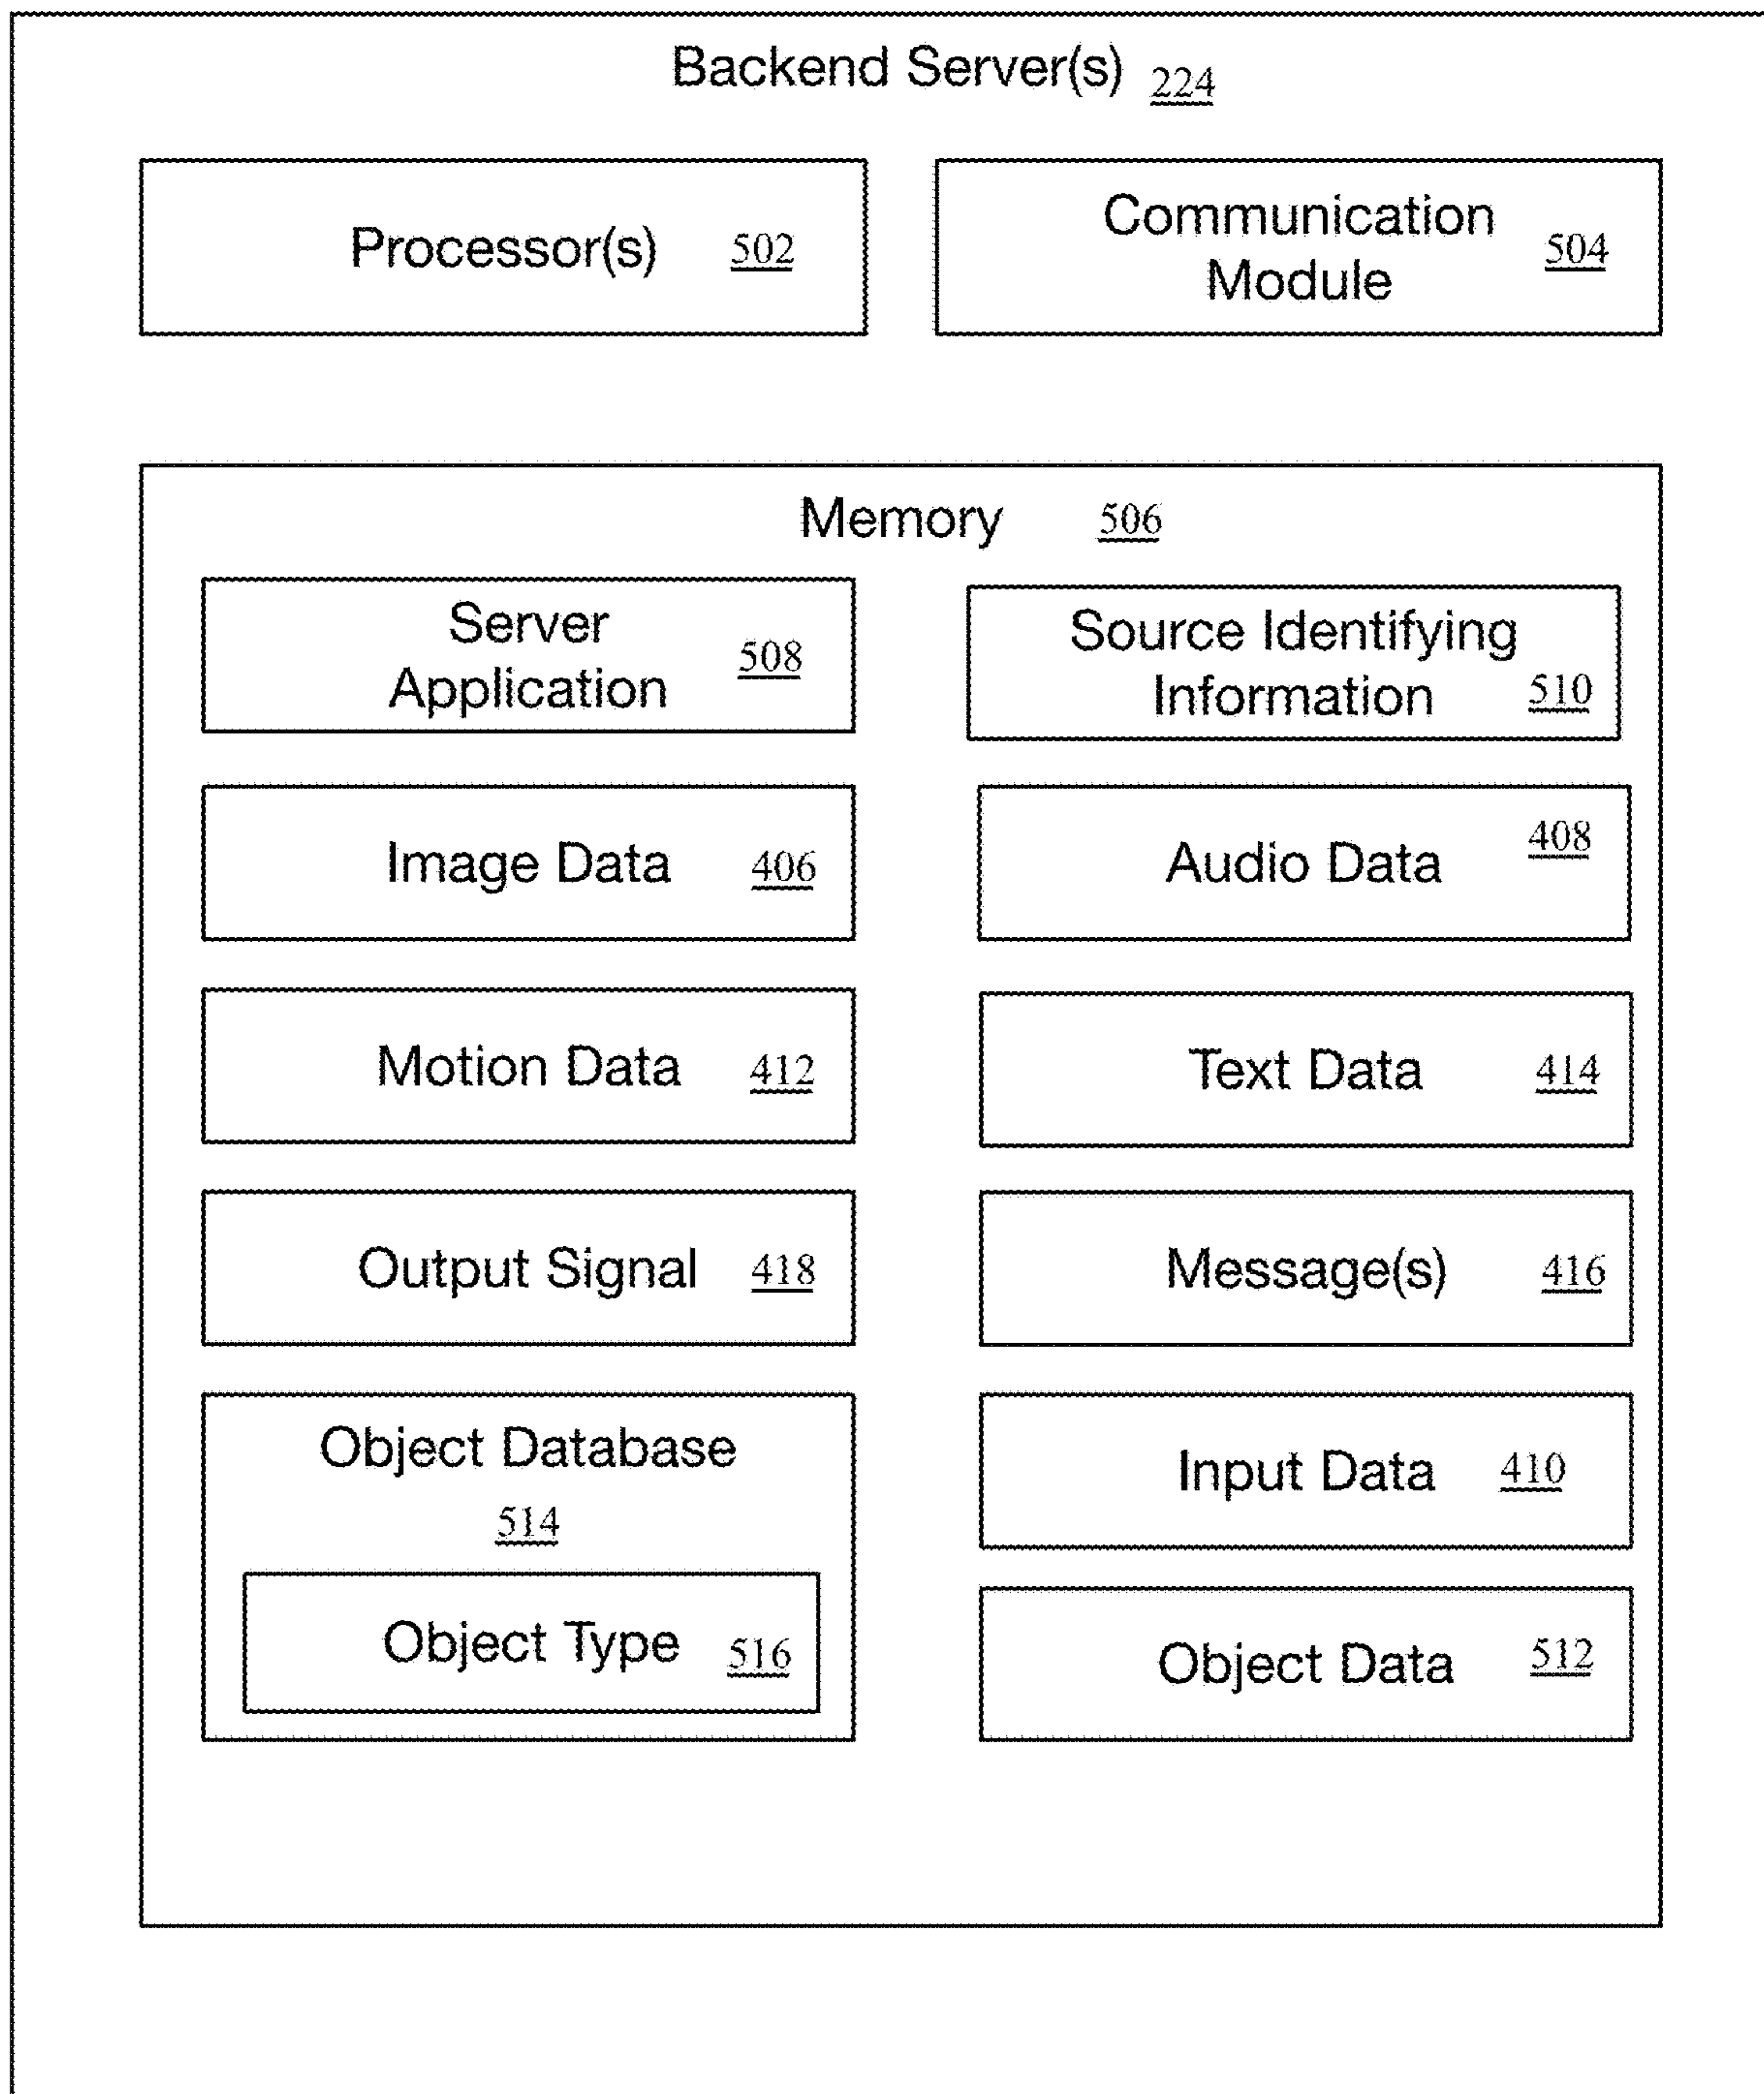 Backend Server(s) 224
Processor(s) 502
Communication
Module 504
Memory 506
Server
Application 508
Source Identifying
Information 510
Image Data 406
Audio Data 408
Motion Data 412
Text Data 414
Output Signal 418
Message(s) 416
Object Database
514
Object Type 516
Input Data 410
Object Data 512